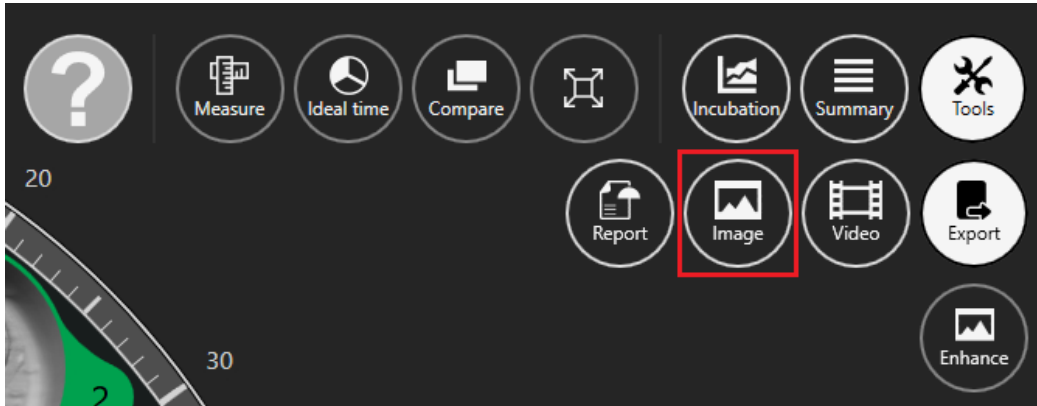 ?
Measure
Ideal time
Compare
Incubation
Summary
Tools
20
Report
Image
Video
Export
30
Enhance
2